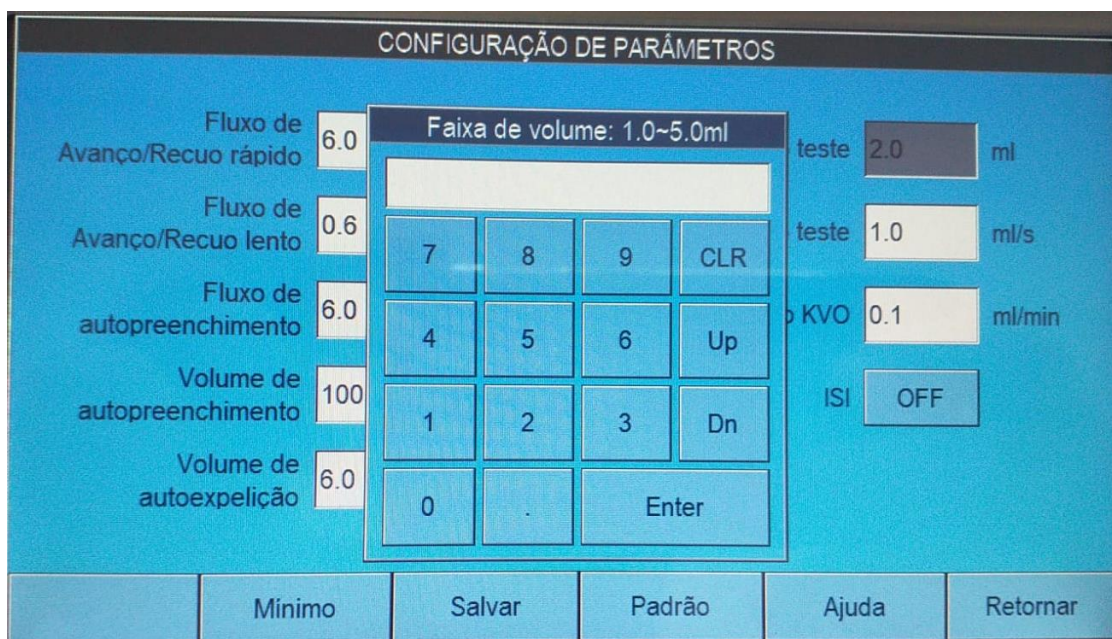 CONFIGURAÇÃO DE PARÂMETROS
Fluxo de
Avanço/Recuo rápido
6.0
Fluxo de
Avanço/Recuo lento
0.6
Fluxo de
autopreenchimento
6.0
Volume de
autopreenchimento
100
Volume de
autoexpelição
6.0
Faixa de volume: 1.0~5.0ml
7 8 9 CLR
4 5 6 Up
1 2 3 Dn
0 . Enter
teste 2.0 ml
teste 1.0 ml/s
KVO 0.1 ml/min
ISI OFF
Mínimo Salvar Padrão Ajuda Retornar